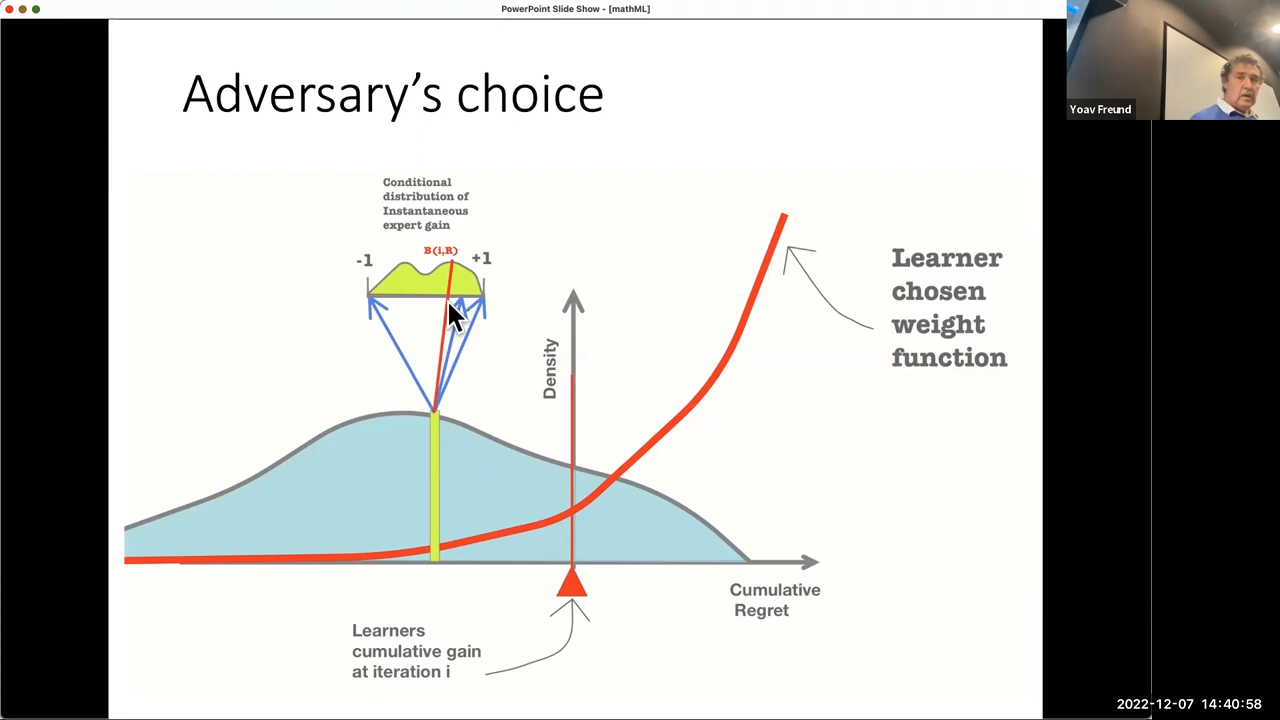 PowerPoint Slide Show - [mathML]
Yoav Freund
Adversary's choice
Conditional
distribution of
Instantaneous
expert gain
B(i,R)
-1
+1
Density
Learner
chosen
weight
function
Cumulative
Regret
Learners
cumulative gain
at iteration i
2022-12-07 14:40:58